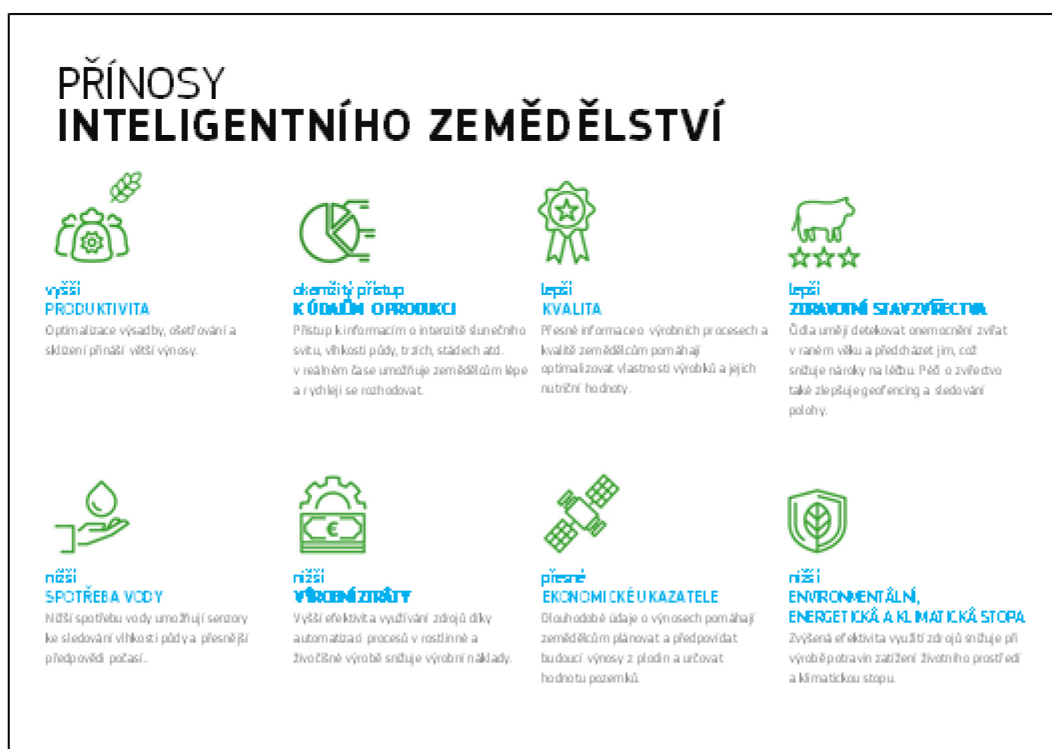 PŘÍNOSY
INTELIGENTNÍHO ZEMĚDĚLSTVÍ
vyšší
PRODUKTIVITA
Optimalizace výsadby, ošetřování a
sklizení přináší větší výnosy.
okamžitý přístup
K ÚDAJŮM O PRODUKCI
Přístup k informacím o intenzitě slunečního
svitu, vlhkosti půdy, trzích, stádech atd.
v reálném čase umožňuje zemědělcům lépe
a rychleji se rozhodovat.
lepší
KVALITA
Přesné informace o výrobních procesech a
kvalitě zemědělcům pomáhají
optimalizovat vlastnosti výrobků a jejich
nutriční hodnoty.
lepší
ZDRAVOTNÍ STAV ZVÍŘECTVA
Čidla umějí detekovat onemocnění zvířat
v raném věku a předcházet jim, což
snižuje nároky na léčbu. Péči o zvířectvo
také zlepšuje geofencing a sledování
polohy.
nižší
SPOTŘEBA VODY
Nižší spotřebu vody umožňují senzory
ke sledování vlhkosti půdy a přesnější
předpovědi počasí.
nižší
VÝROBNÍ ZTRÁTY
Vyšší efektivita využívání zdrojů díky
automatizaci procesů v rostlinné a
živočišné výrobě snižuje výrobní náklady.
přesné
EKONOMICKÉ UKAZATELE
Dlouhodobé údaje o výnosech pomáhají
zemědělcům plánovat a předpovídat
budoucí výnosy z plodin a určovat
hodnotu pozemků.
nižší
ENVIRONMENTÁLNÍ,
ENERGETICKÁ A KLIMATICKÁ STOPA
Zvýšená efektivita využití zdrojů snižuje při
výrobě potravin zatížení životního prostředí
a klimatickou stopu.